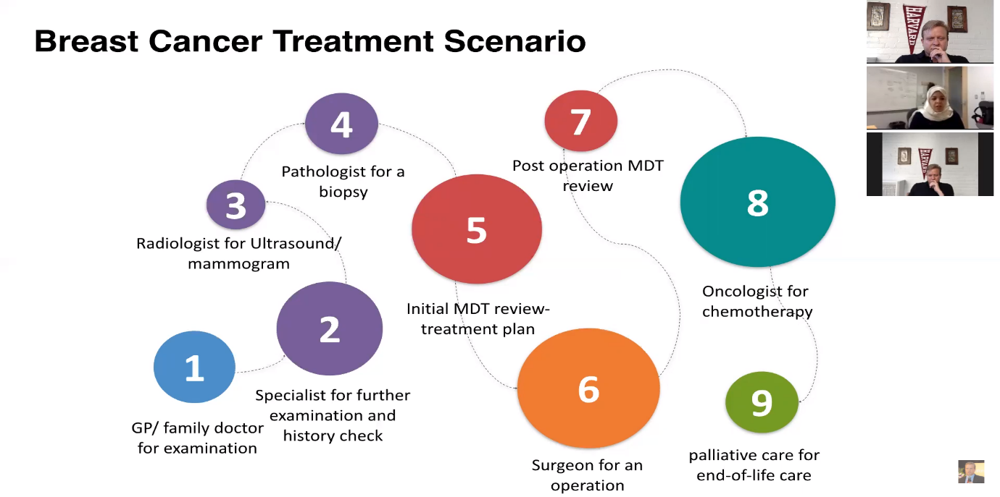 Breast Cancer Treatment Scenario
1
GP/ family doctor
for examination
2
Specialist for further
examination and
history check
3
Radiologist for Ultrasound/
mammogram
4
Pathologist for a
biopsy
5
Initial MDT review-
treatment plan
6
Surgeon for an
operation
7
Post operation MDT
review
8
Oncologist for
chemotherapy
9
palliative care for
end-of-life care
HARVARD
HARVARD